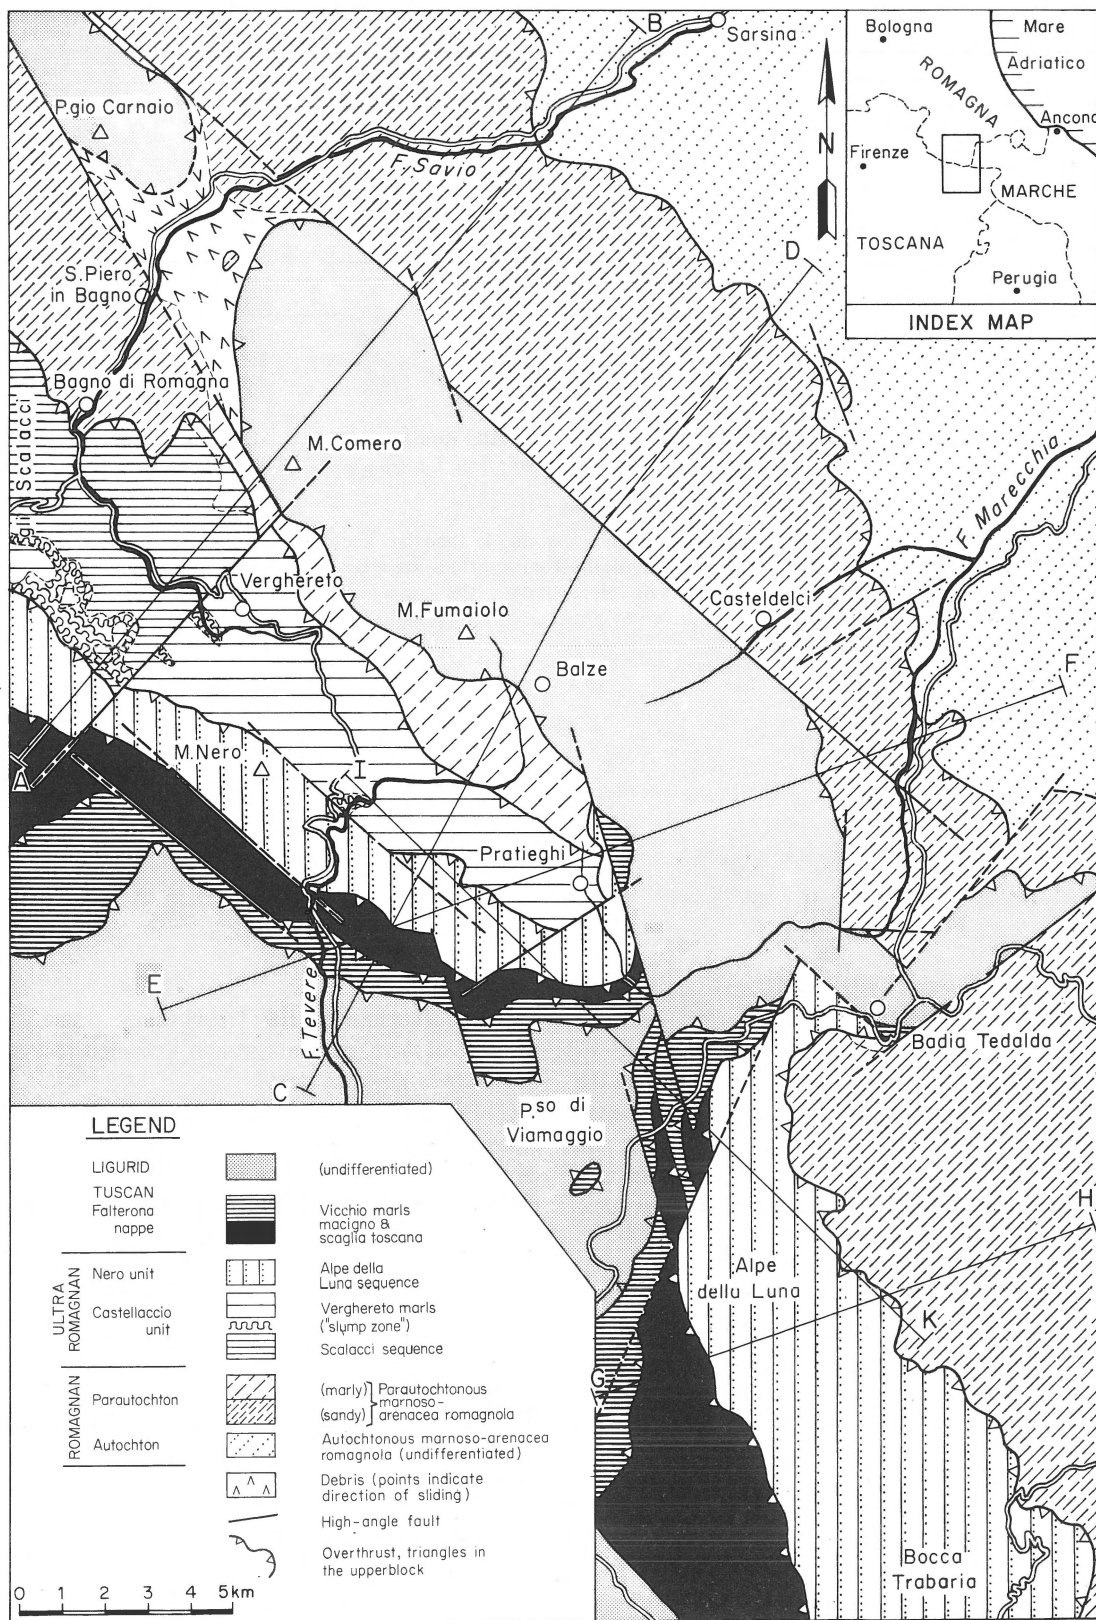 B
Sarsina
P.gio Carnaio
F. Savio
N
Bologna
Mare
Adriatico
ROMAGNA
Ancona
Firenze
MARCHE
TOSCANA
Perugia
INDEX MAP
D
S. Piero
in Bagno
Bagno di Romagna
gli Scalacci
M. Comero
F. Marecchia
Verghereto
M. Fumaiolo
Casteldelci
Balze
F
M. Nero
A
I
Pratieghi
E
F. Tevere
C
Badia Tedalda
P.so di
Viamaggio
H
Alpe
della Luna
K
G
Bocca
Trabaria
LEGEND
LIGURID
(undifferentiated)
TUSCAN
Falterona
nappe
Vicchio marls
macigno &
scaglia toscana
ULTRA
ROMAGNAN
Nero unit
Alpe della
Luna sequence
Castellaccio
unit
Verghereto marls
("slump zone")
Scalacci sequence
ROMAGNAN
Parautochton
(marly)
(sandy)
Parautochtonous
marnoso-
arenacea romagnola
Autochton
Autochtonous marnoso-arenacea
romagnola (undifferentiated)
Debris (points indicate
direction of sliding)
High-angle fault
Overthrust, triangles in
the upperblock
0 1 2 3 4 5km